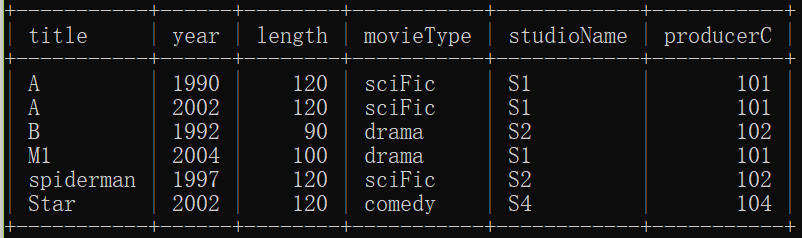 +------------+------+--------+-----------+------------+-----------+
| title      | year | length | movieType | studioName | producerC |
+------------+------+--------+-----------+------------+-----------+
| A          | 1990 |    120 | sciFic    | S1         |       101 |
| A          | 2002 |    120 | sciFic    | S1         |       101 |
| B          | 1992 |     90 | drama     | S2         |       102 |
| M1         | 2004 |    100 | drama     | S1         |       101 |
| spiderman  | 1997 |    120 | sciFic    | S2         |       102 |
| Star       | 2002 |    120 | comedy    | S4         |       104 |
+------------+------+--------+-----------+------------+-----------+